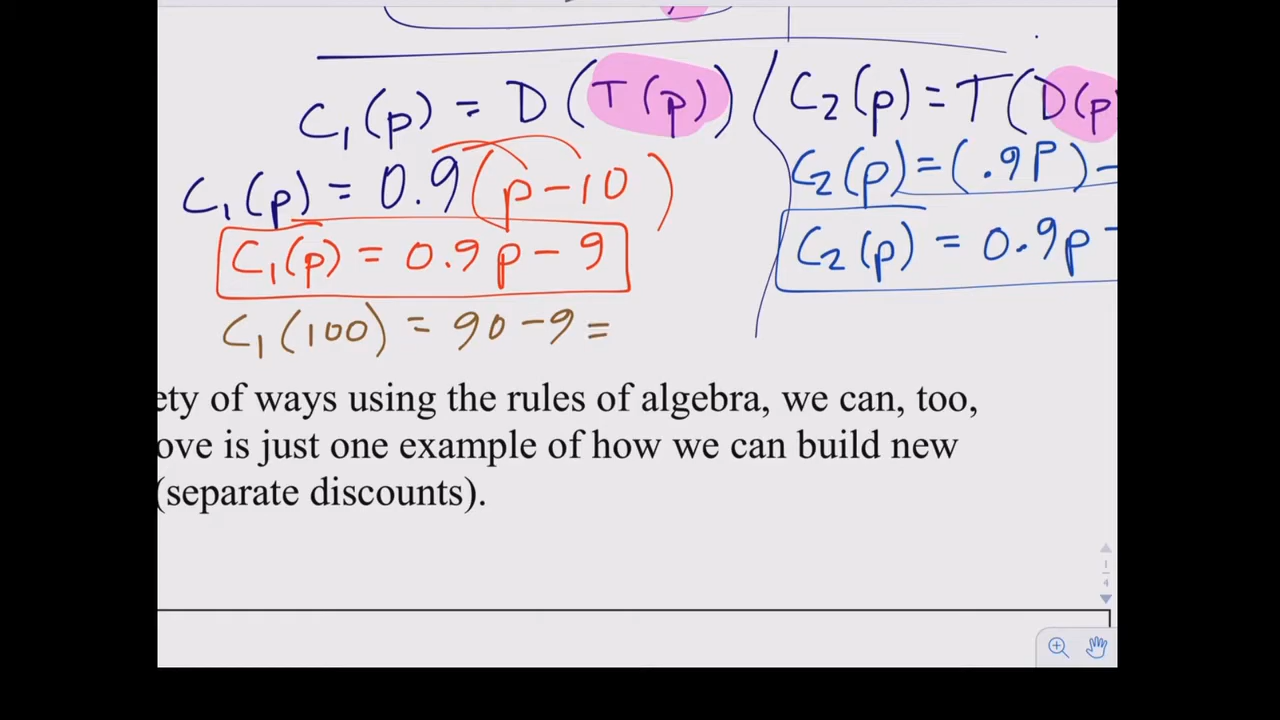 C₁(p) = D(T(p))
C₁(p) = 0.9(p-10)
C₁(p) = 0.9p - 9
C₁(100) = 90 - 9 =
C₂(p) = T(D(p
C₂(p) = (.9P) -
C₂(p) = 0.9p -
ety of ways using the rules of algebra, we can, too,
ove is just one example of how we can build new
(separate discounts).
1
4